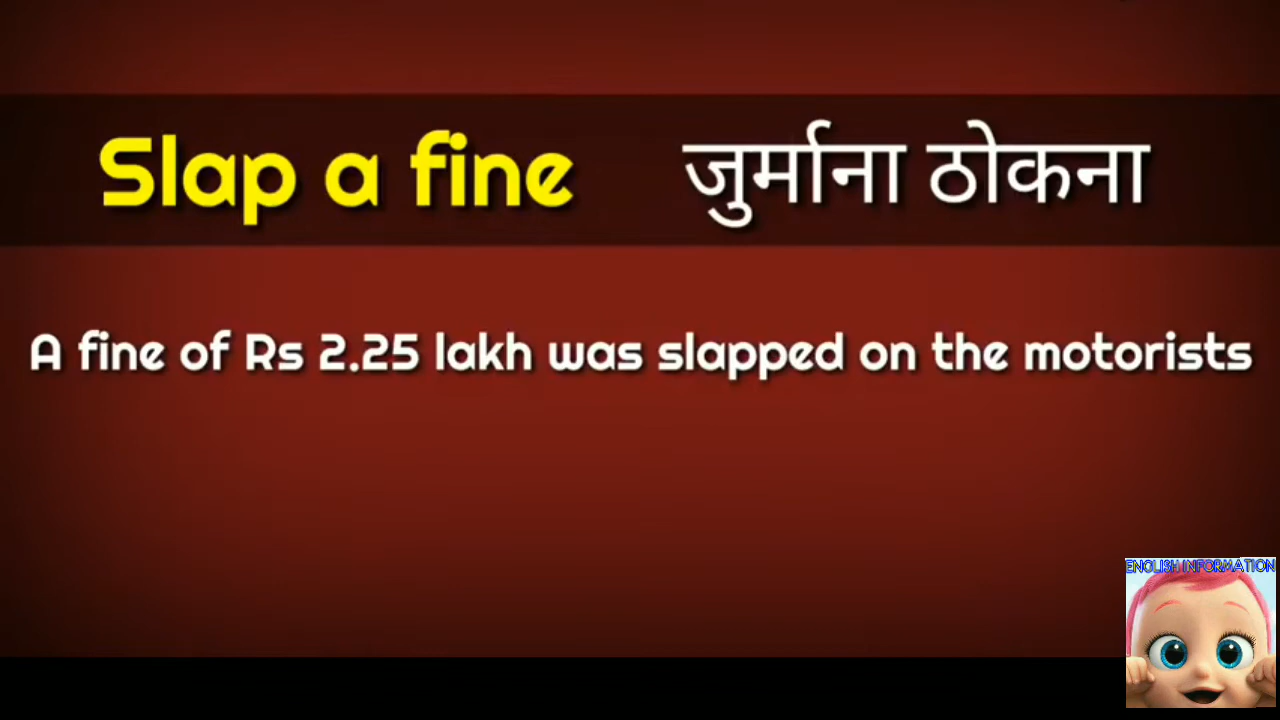 Slap a fine जुर्माना ठोकना
A fine of Rs 2.25 lakh was slapped on the motorists
ENGLISH INFORMATION